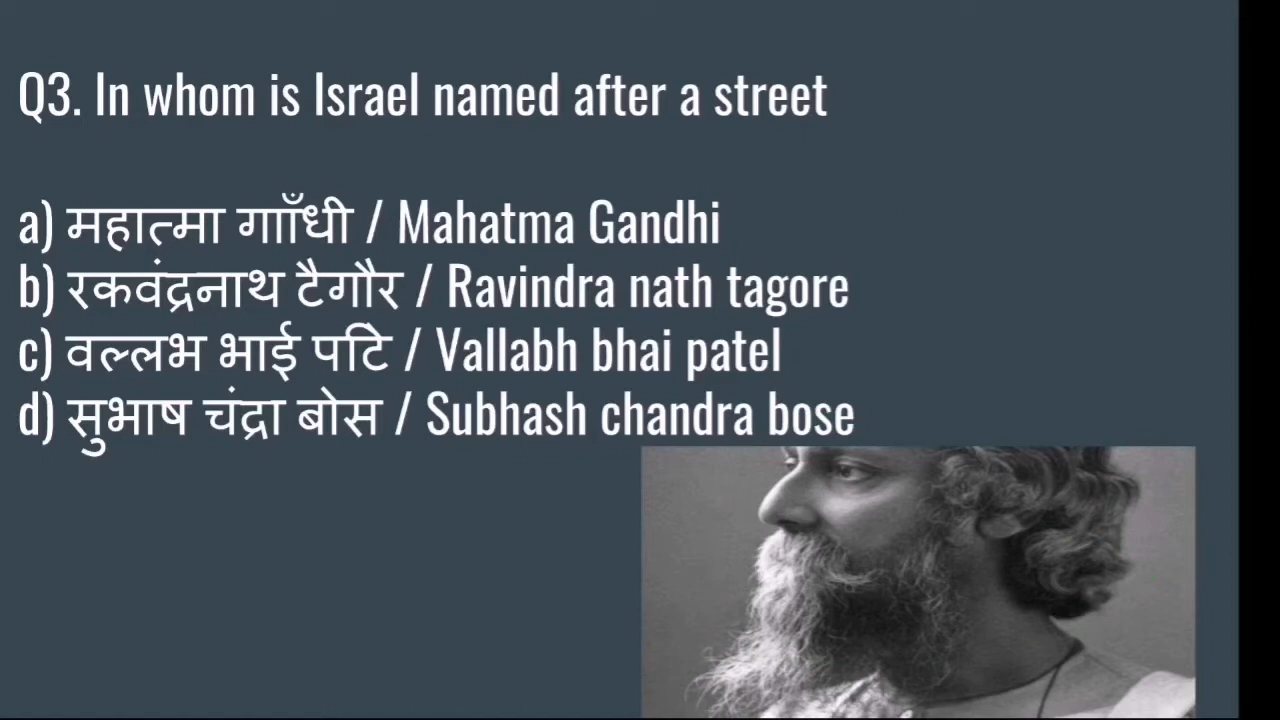 Q3. In whom is Israel named after a street
a) महात्मा गााँधी / Mahatma Gandhi
b) रकवंद्रनाथ टैगौर / Ravindra nath tagore
c) वल्लभ भाई पटिे / Vallabh bhai patel
d) सुभाष चंद्रा बोस / Subhash chandra bose